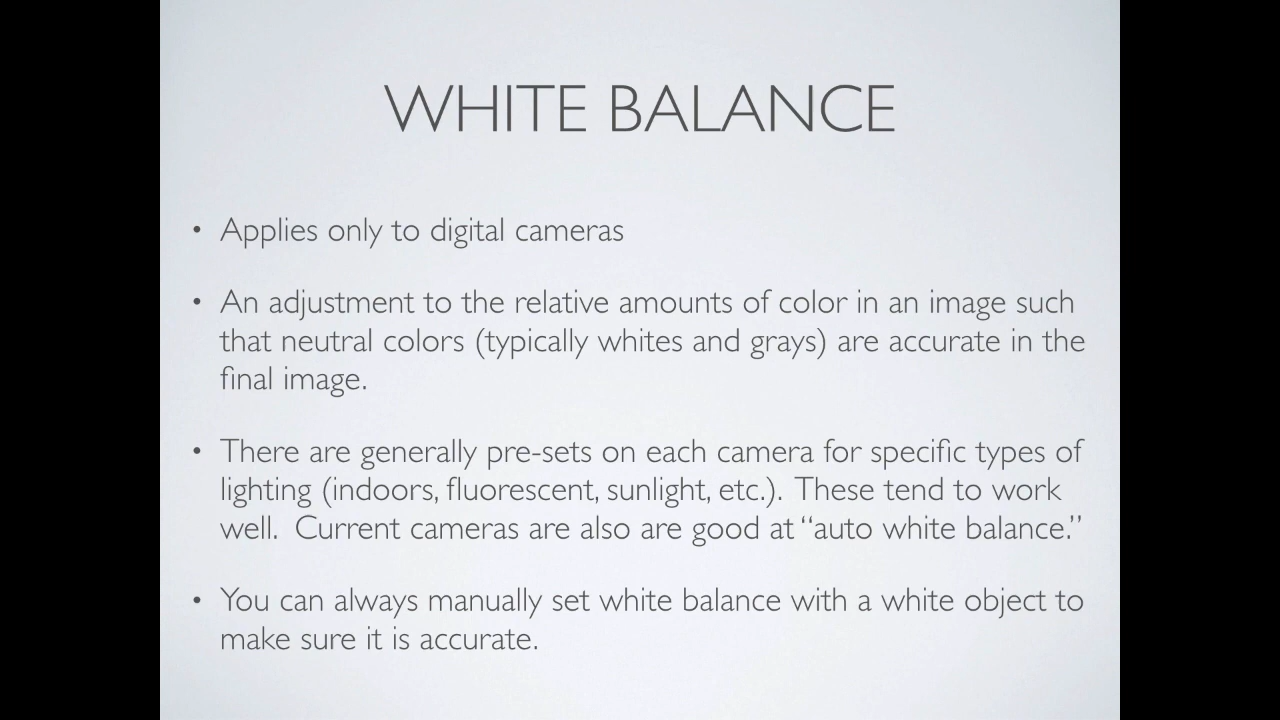 WHITE BALANCE
• Applies only to digital cameras
• An adjustment to the relative amounts of color in an image such
that neutral colors (typically whites and grays) are accurate in the
final image.
• There are generally pre-sets on each camera for specific types of
lighting (indoors, fluorescent, sunlight, etc.).  These tend to work
well.  Current cameras are also are good at “auto white balance.”
• You can always manually set white balance with a white object to
make sure it is accurate.